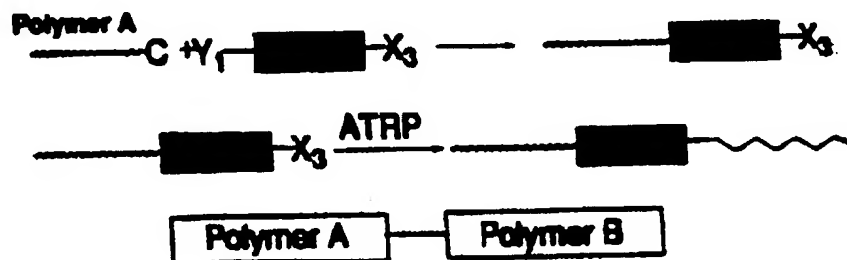 Polymer A
C +Y1 X3 X3
X3 ATRP
Polymer A Polymer B